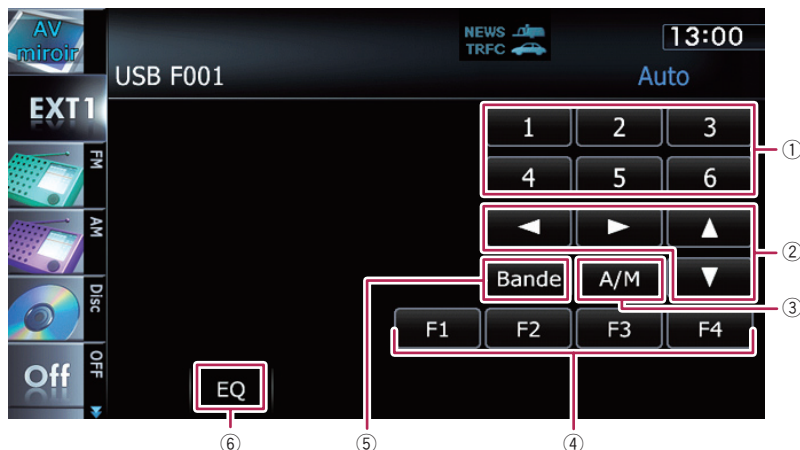 AV
miroir
NEWS
TRFC
13:00
USB F001
Auto
EXT1
1 2 3
①
4 5 6
FM
AM
◄ ► ▲
②
Bande A/M ▼
③
Disc
F1 F2 F3 F4
Off
OFF
EQ
⑥ ⑤ ④